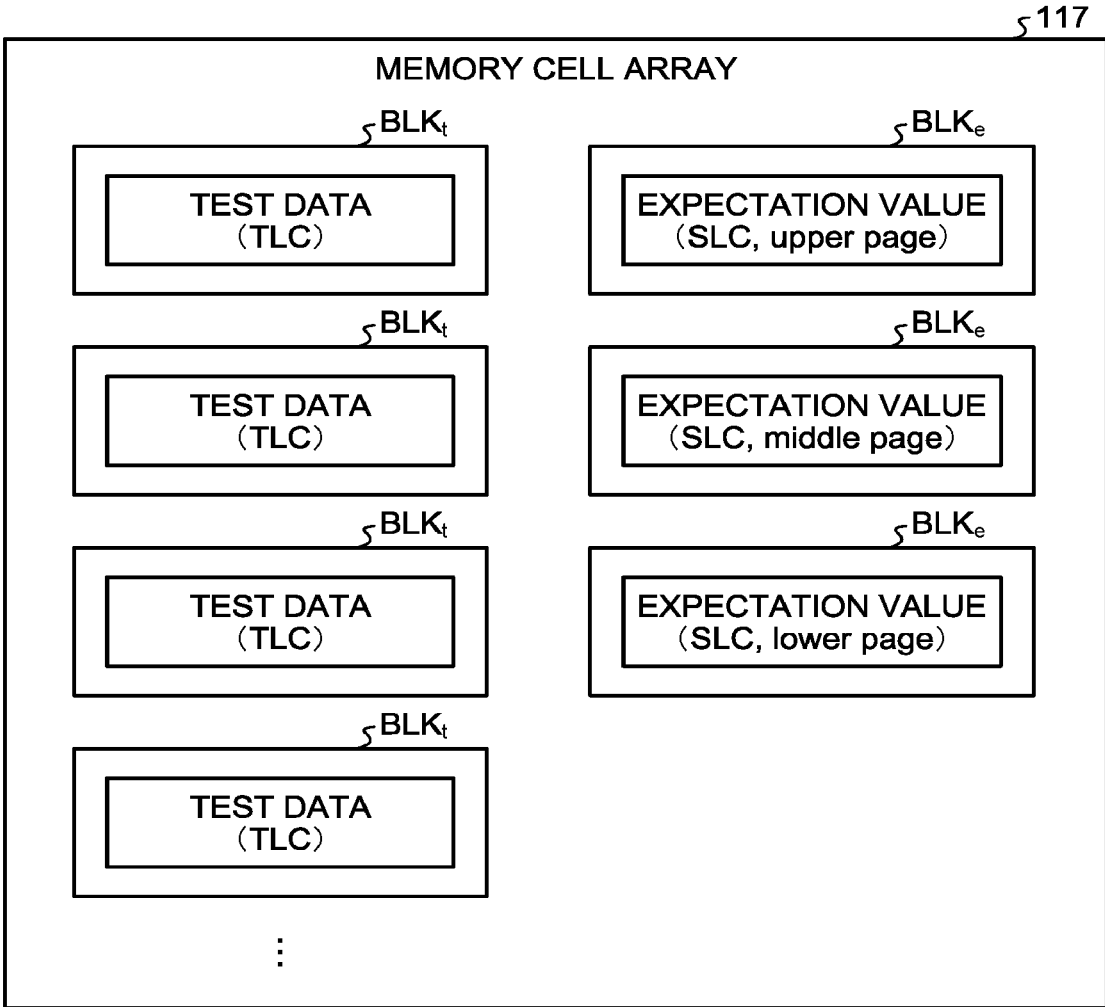 117
MEMORY CELL ARRAY
BLKt
BLKe
TEST DATA
（TLC）
EXPECTATION VALUE
（SLC, upper page）
BLKt
BLKe
TEST DATA
（TLC）
EXPECTATION VALUE
（SLC, middle page）
BLKt
BLKe
TEST DATA
（TLC）
EXPECTATION VALUE
（SLC, lower page）
BLKt
TEST DATA
（TLC）
⋮